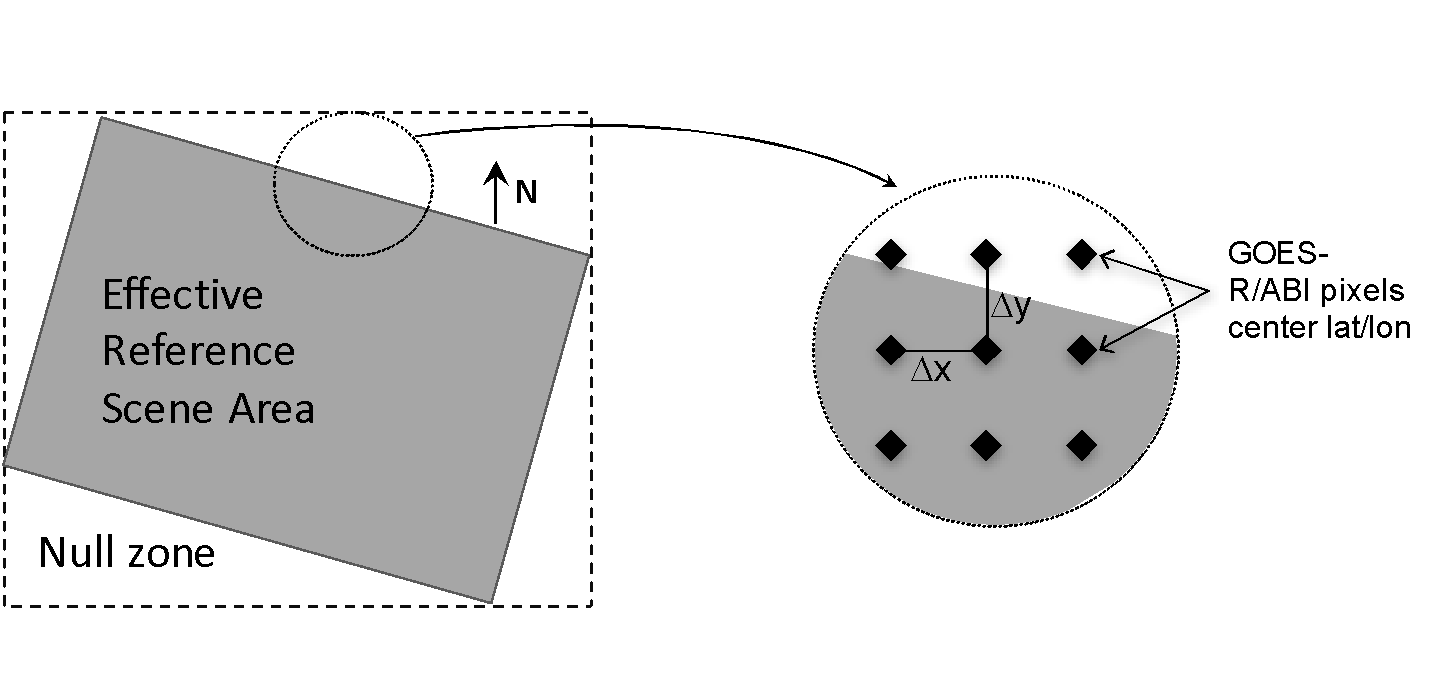 N
Effective
Reference
Scene Area
Null zone
Δy
Δx
GOES-
R/ABI pixels
center lat/lon